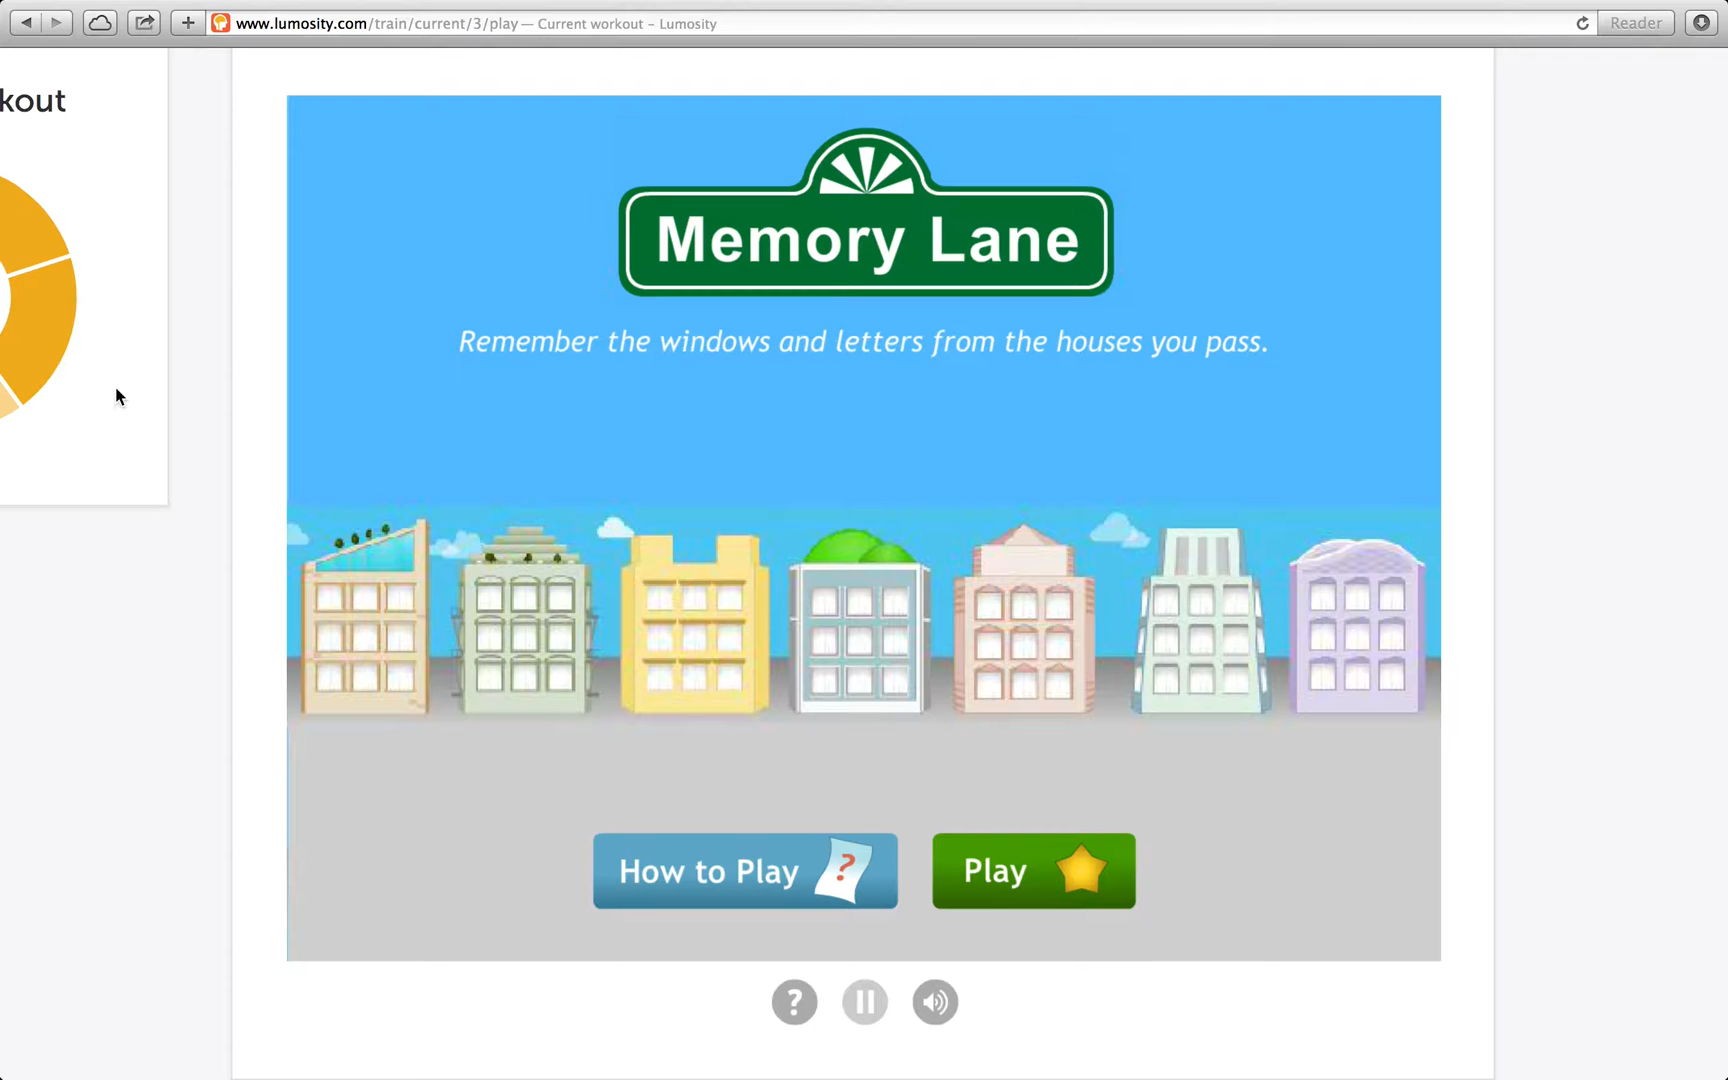 www.lumosity.com/train/current/3/play — Current workout – Lumosity
Reader
kout
Memory Lane
Remember the windows and letters from the houses you pass.
How to Play ?
Play
?